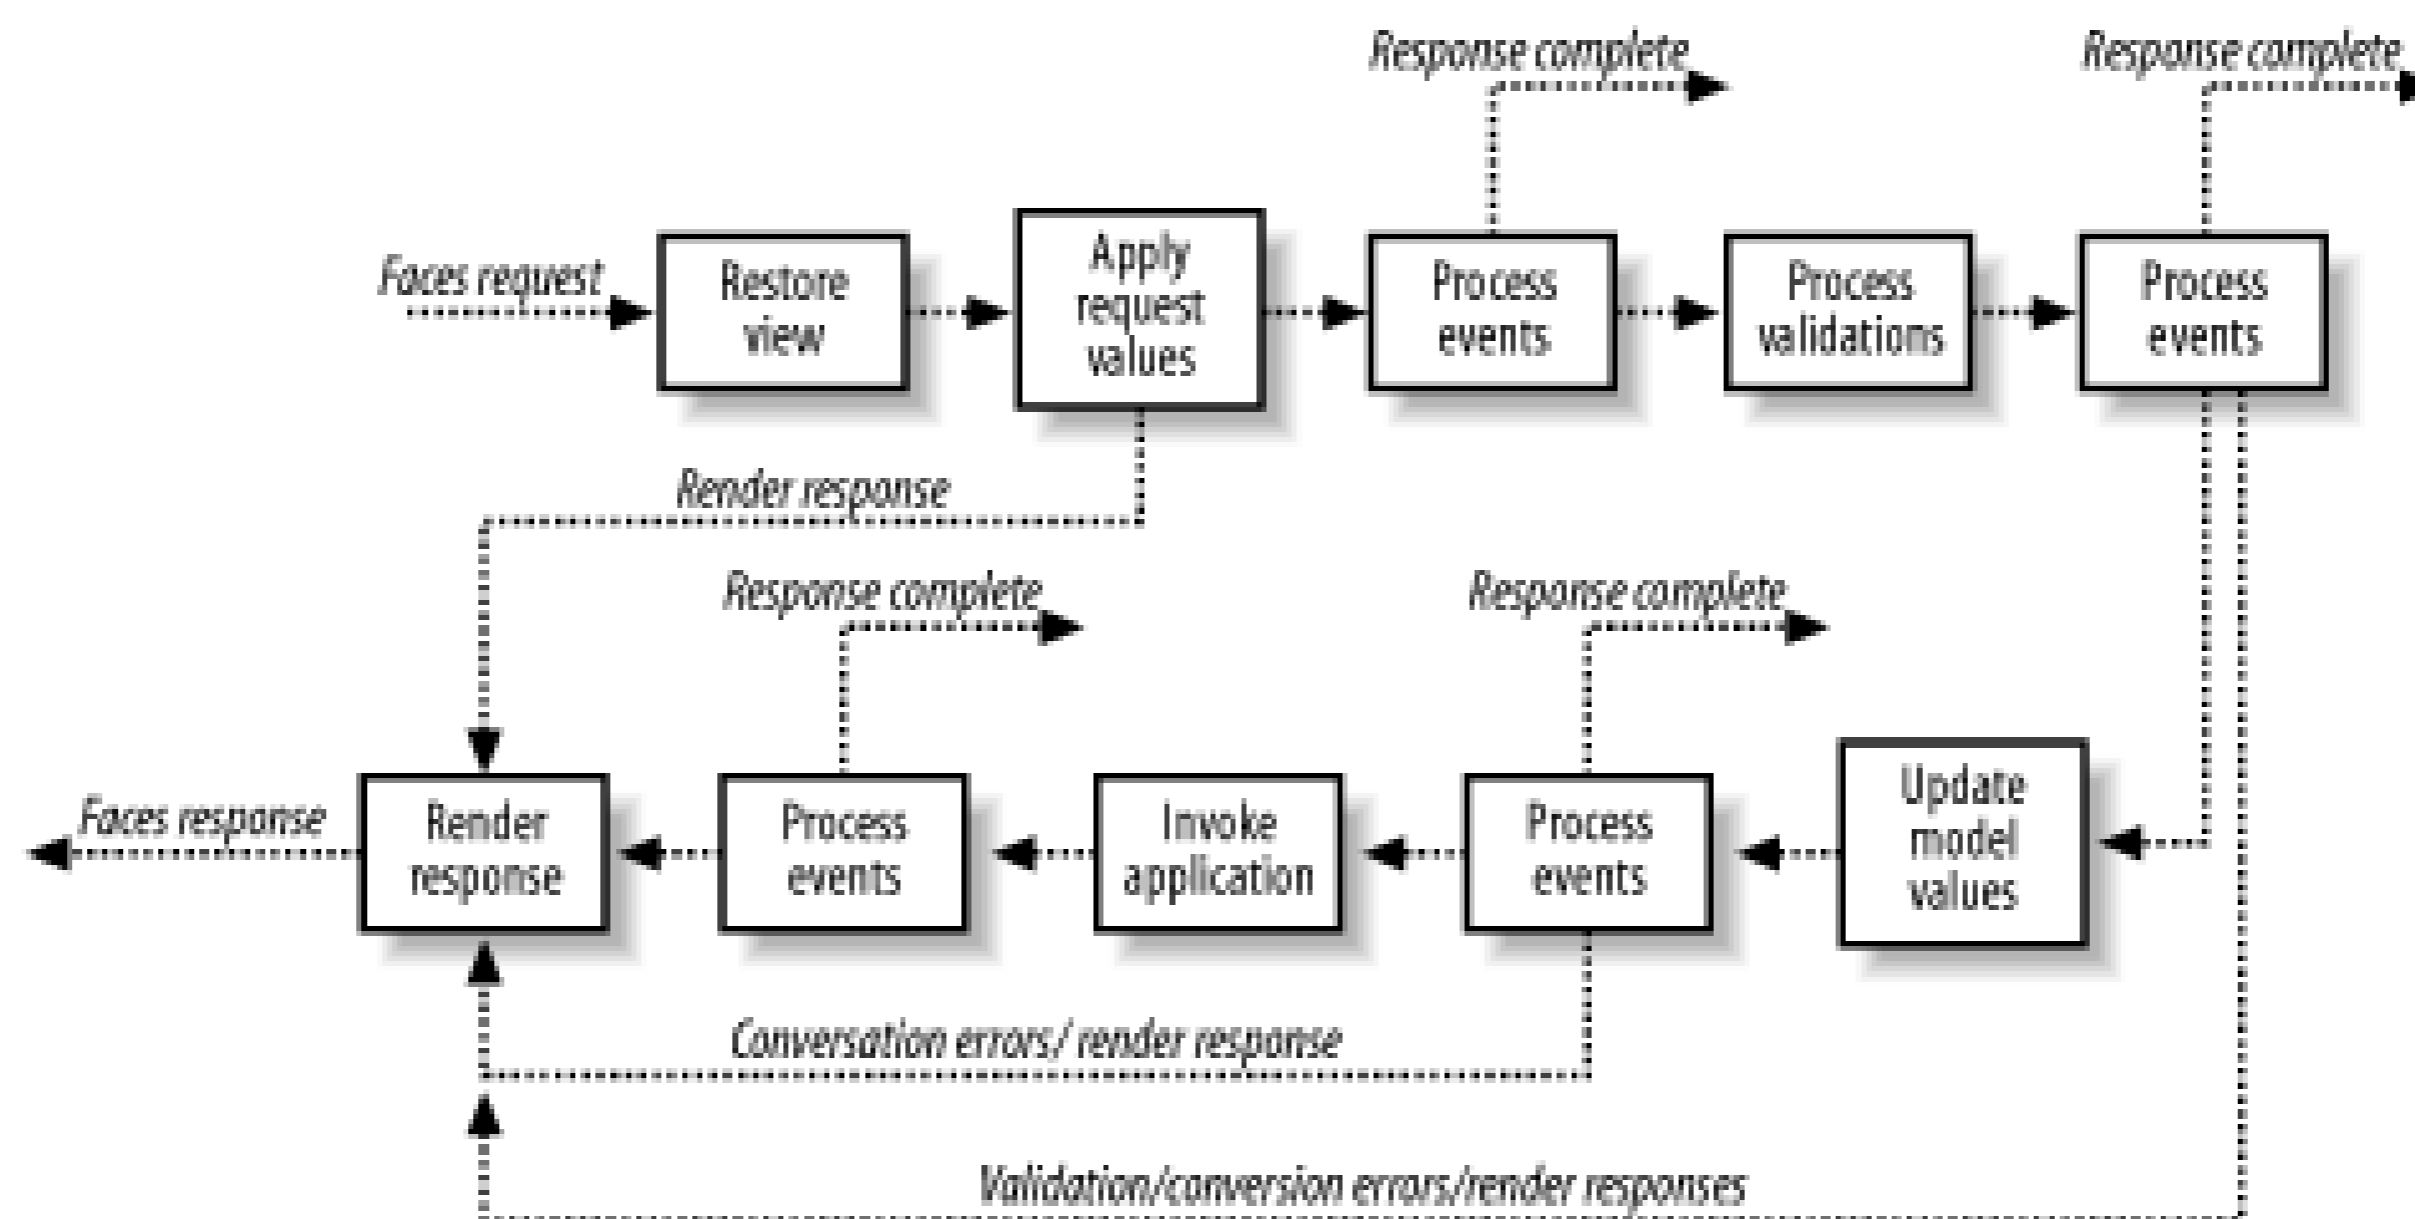 Response complete
Response complete
Faces request
Restore
view
Apply
request
values
Process
events
Process
validations
Process
events
Render response
Response complete
Response complete
Faces response
Render
response
Process
events
Invoke
application
Process
events
Update
model
values
Conversation errors/ render response
Validation/conversion errors/render responses